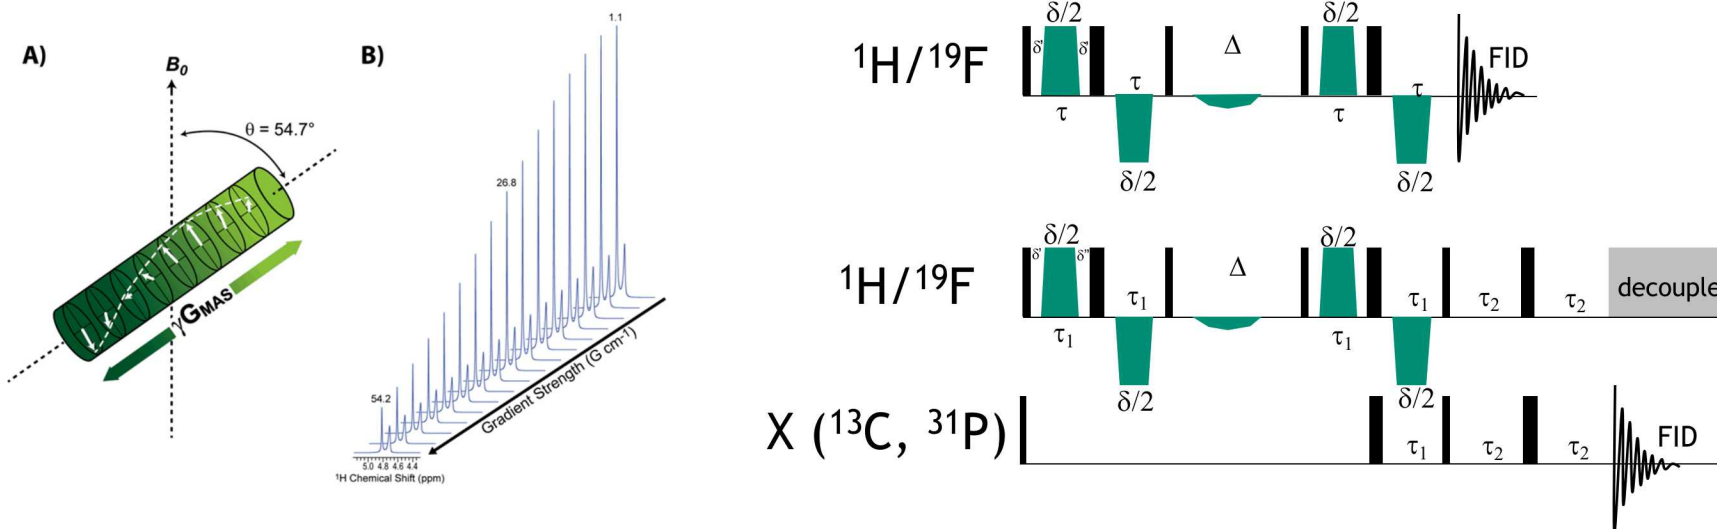 A)
B₀
θ = 54.7°
γG_MAS
B)
1.1
26.8
54.2
Gradient Strength (G cm⁻¹)
5.0 4.8 4.6 4.4
¹H Chemical Shift (ppm)
¹H/¹⁹F
δ/2 δ/2
δ' δ' Δ FID
τ τ
τ τ
δ/2 δ/2
¹H/¹⁹F
δ/2 δ/2
δ' δ'' Δ
τ₁ τ₁ τ₂ τ₂ decouple
τ₁ τ₁
δ/2 δ/2
X (¹³C, ³¹P)
τ₁ τ₂ τ₂ FID